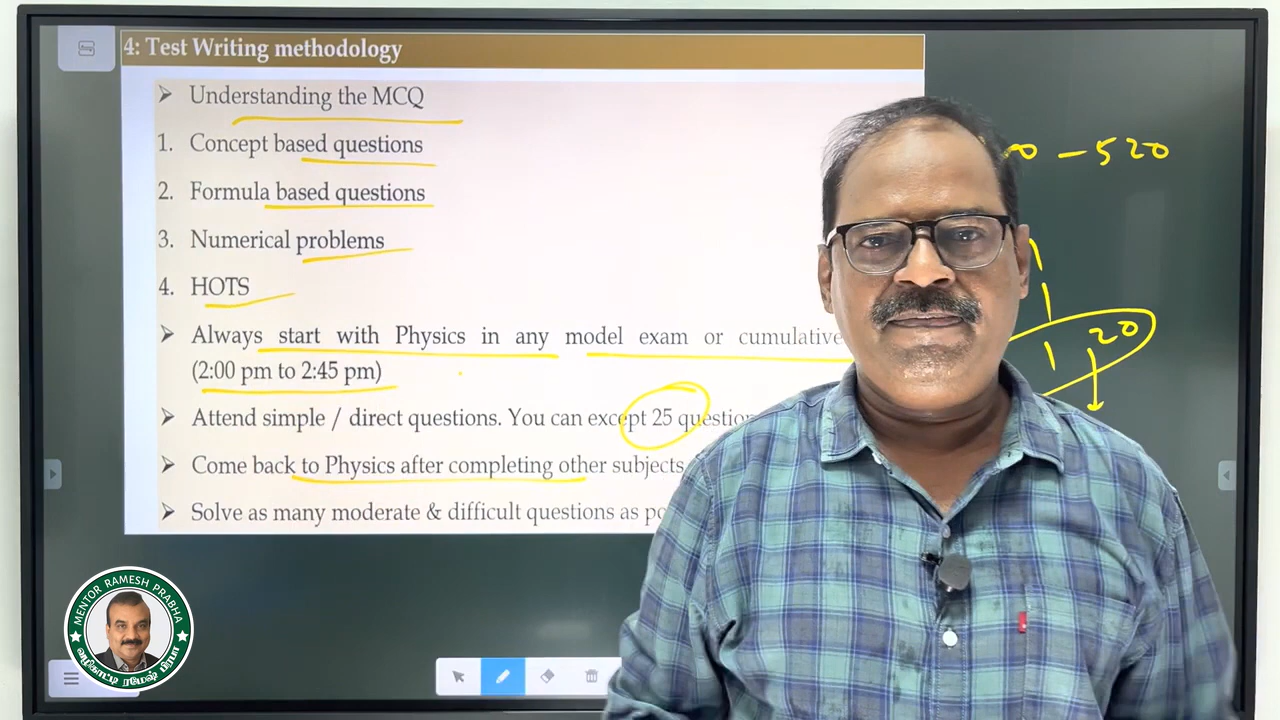 4: Test Writing methodology
➤ Understanding the MCQ
1. Concept based questions
2. Formula based questions
3. Numerical problems
4. HOTS
➤ Always start with Physics in any model exam or cumulative
(2:00 pm to 2:45 pm)
➤ Attend simple / direct questions. You can except 25
➤ Come back to Physics after completing other subjects
➤ Solve as many moderate & difficult questions as
– 520
20
MENTOR RAMESH PRABHA
வழிகாட்டி ரமேஷ் பிரபா